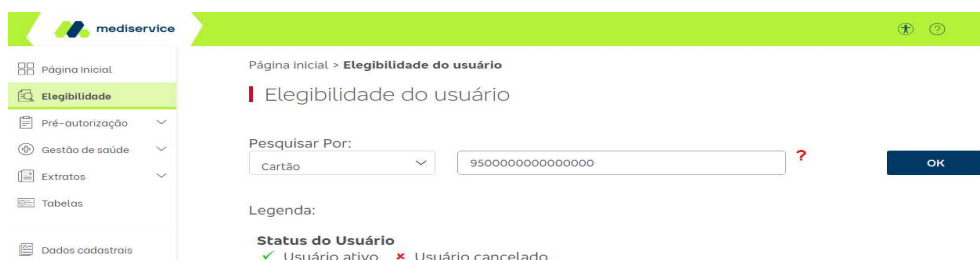 mediservice
Página Inicial
Elegibilidade
Pré-autorização
Gestão de saúde
Extratos
Tabelas
Dados cadastrais
Página inicial > Elegibilidade do usuário
Elegibilidade do usuário
Pesquisar Por:
Cartão 9500000000000000 ? OK
Legenda:
Status do Usuário
Usuário ativo Usuário cancelado